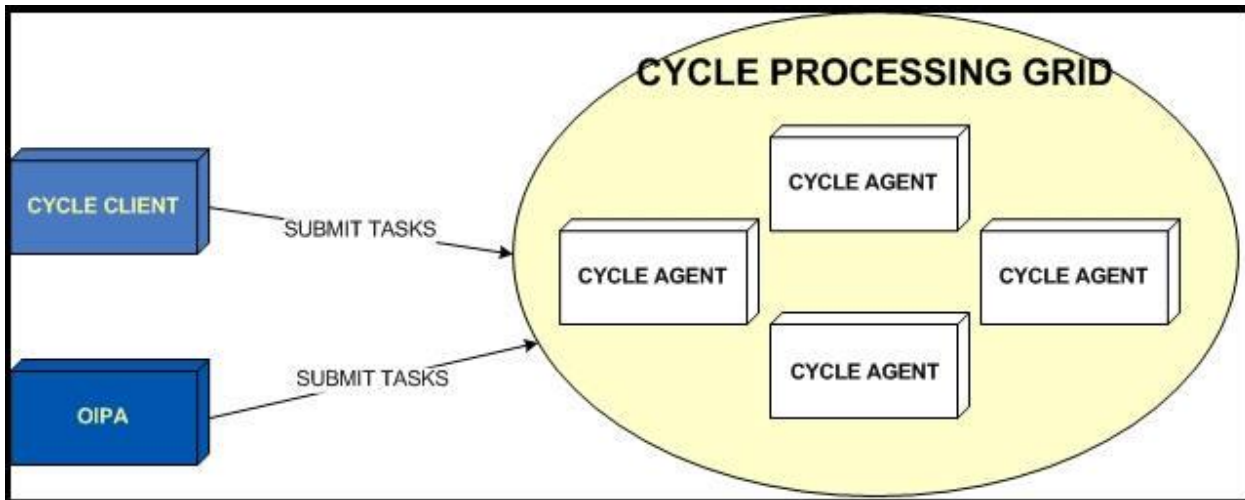 CYCLE PROCESSING GRID
CYCLE AGENT
CYCLE CLIENT
SUBMIT TASKS
CYCLE AGENT
CYCLE AGENT
CYCLE AGENT
SUBMIT TASKS
OIPA